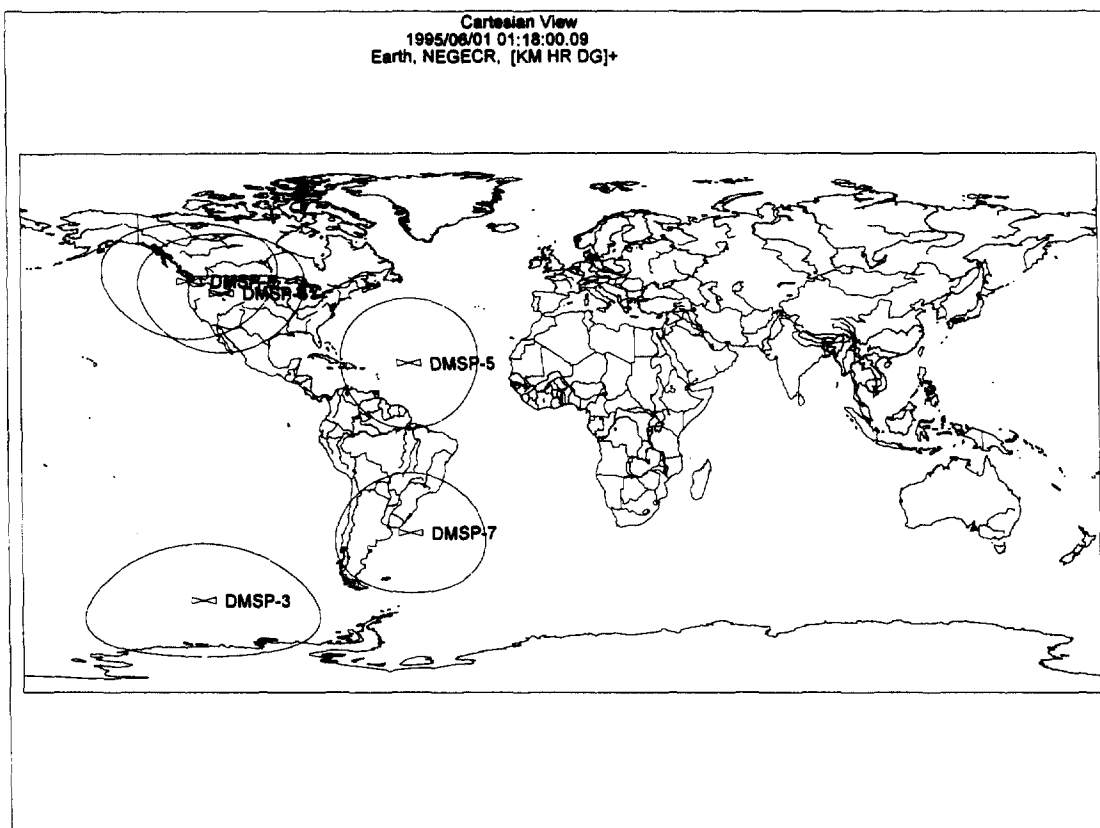 Cartesian View
1995/06/01 01:18:00.09
Earth, NEGECR, [KM HR DG]+
DMSP-5
DMSP-7
DMSP-3